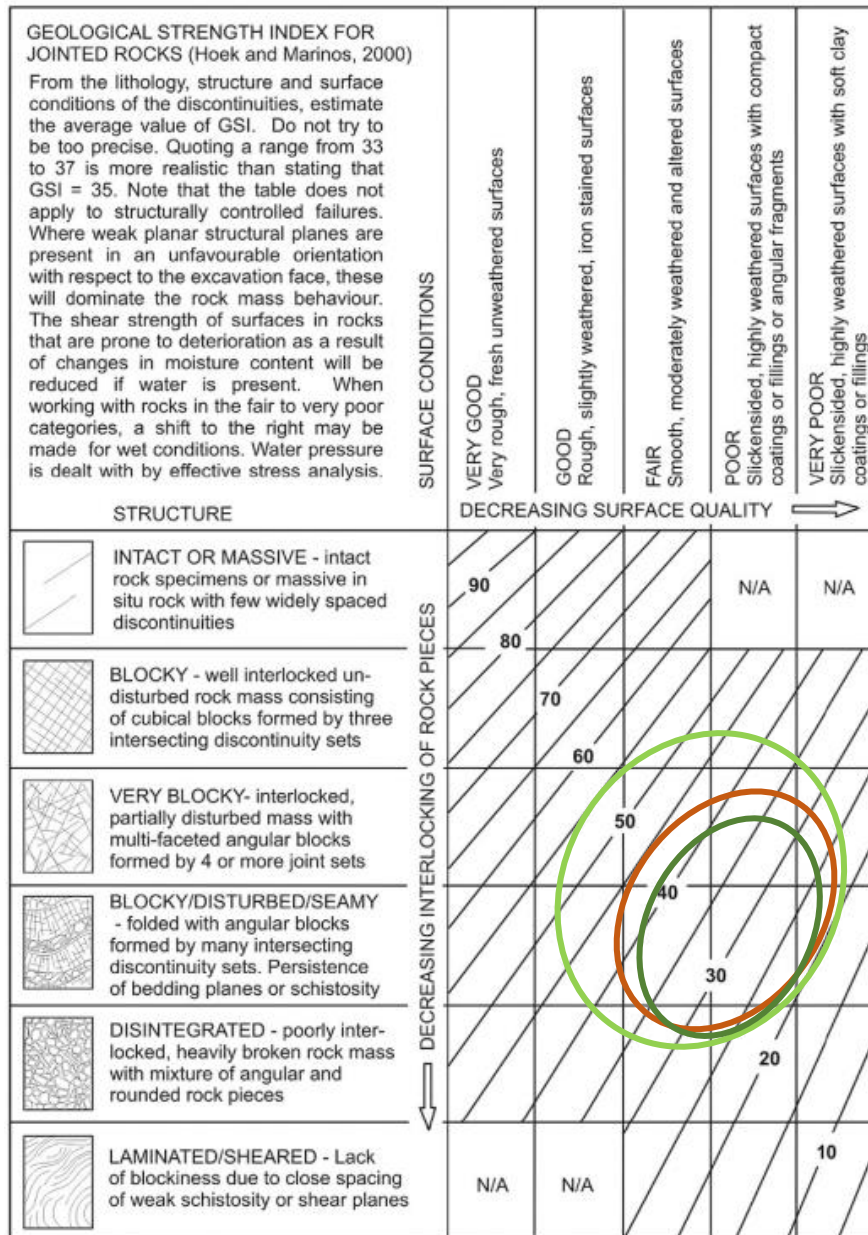 GEOLOGICAL STRENGTH INDEX FOR
JOINTED ROCKS (Hoek and Marinos, 2000)
From the lithology, structure and surface
conditions of the discontinuities, estimate
the average value of GSI. Do not try to
be too precise. Quoting a range from 33
to 37 is more realistic than stating that
GSI = 35. Note that the table does not
apply to structurally controlled failures.
Where weak planar structural planes are
present in an unfavourable orientation
with respect to the excavation face, these
will dominate the rock mass behaviour.
The shear strength of surfaces in rocks
that are prone to deterioration as a result
of changes in moisture content will be
reduced if water is present. When
working with rocks in the fair to very poor
categories, a shift to the right may be
made for wet conditions. Water pressure
is dealt with by effective stress analysis.
SURFACE CONDITIONS
VERY GOOD
Very rough, fresh unweathered surfaces
GOOD
Rough, slightly weathered, iron stained surfaces
FAIR
Smooth, moderately weathered and altered surfaces
POOR
Slickensided, highly weathered surfaces with compact
coatings or fillings or angular fragments
VERY POOR
Slickensided, highly weathered surfaces with soft clay
coatings or fillings
STRUCTURE
DECREASING SURFACE QUALITY
DECREASING INTERLOCKING OF ROCK PIECES
INTACT OR MASSIVE - intact
rock specimens or massive in
situ rock with few widely spaced
discontinuities
90
N/A
N/A
80
BLOCKY - well interlocked un-
disturbed rock mass consisting
of cubical blocks formed by three
intersecting discontinuity sets
70
60
VERY BLOCKY- interlocked,
partially disturbed mass with
multi-faceted angular blocks
formed by 4 or more joint sets
50
BLOCKY/DISTURBED/SEAMY
- folded with angular blocks
formed by many intersecting
discontinuity sets. Persistence
of bedding planes or schistosity
40
30
DISINTEGRATED - poorly inter-
locked, heavily broken rock mass
with mixture of angular and
rounded rock pieces
20
LAMINATED/SHEARED - Lack
of blockiness due to close spacing
of weak schistosity or shear planes
N/A
N/A
10